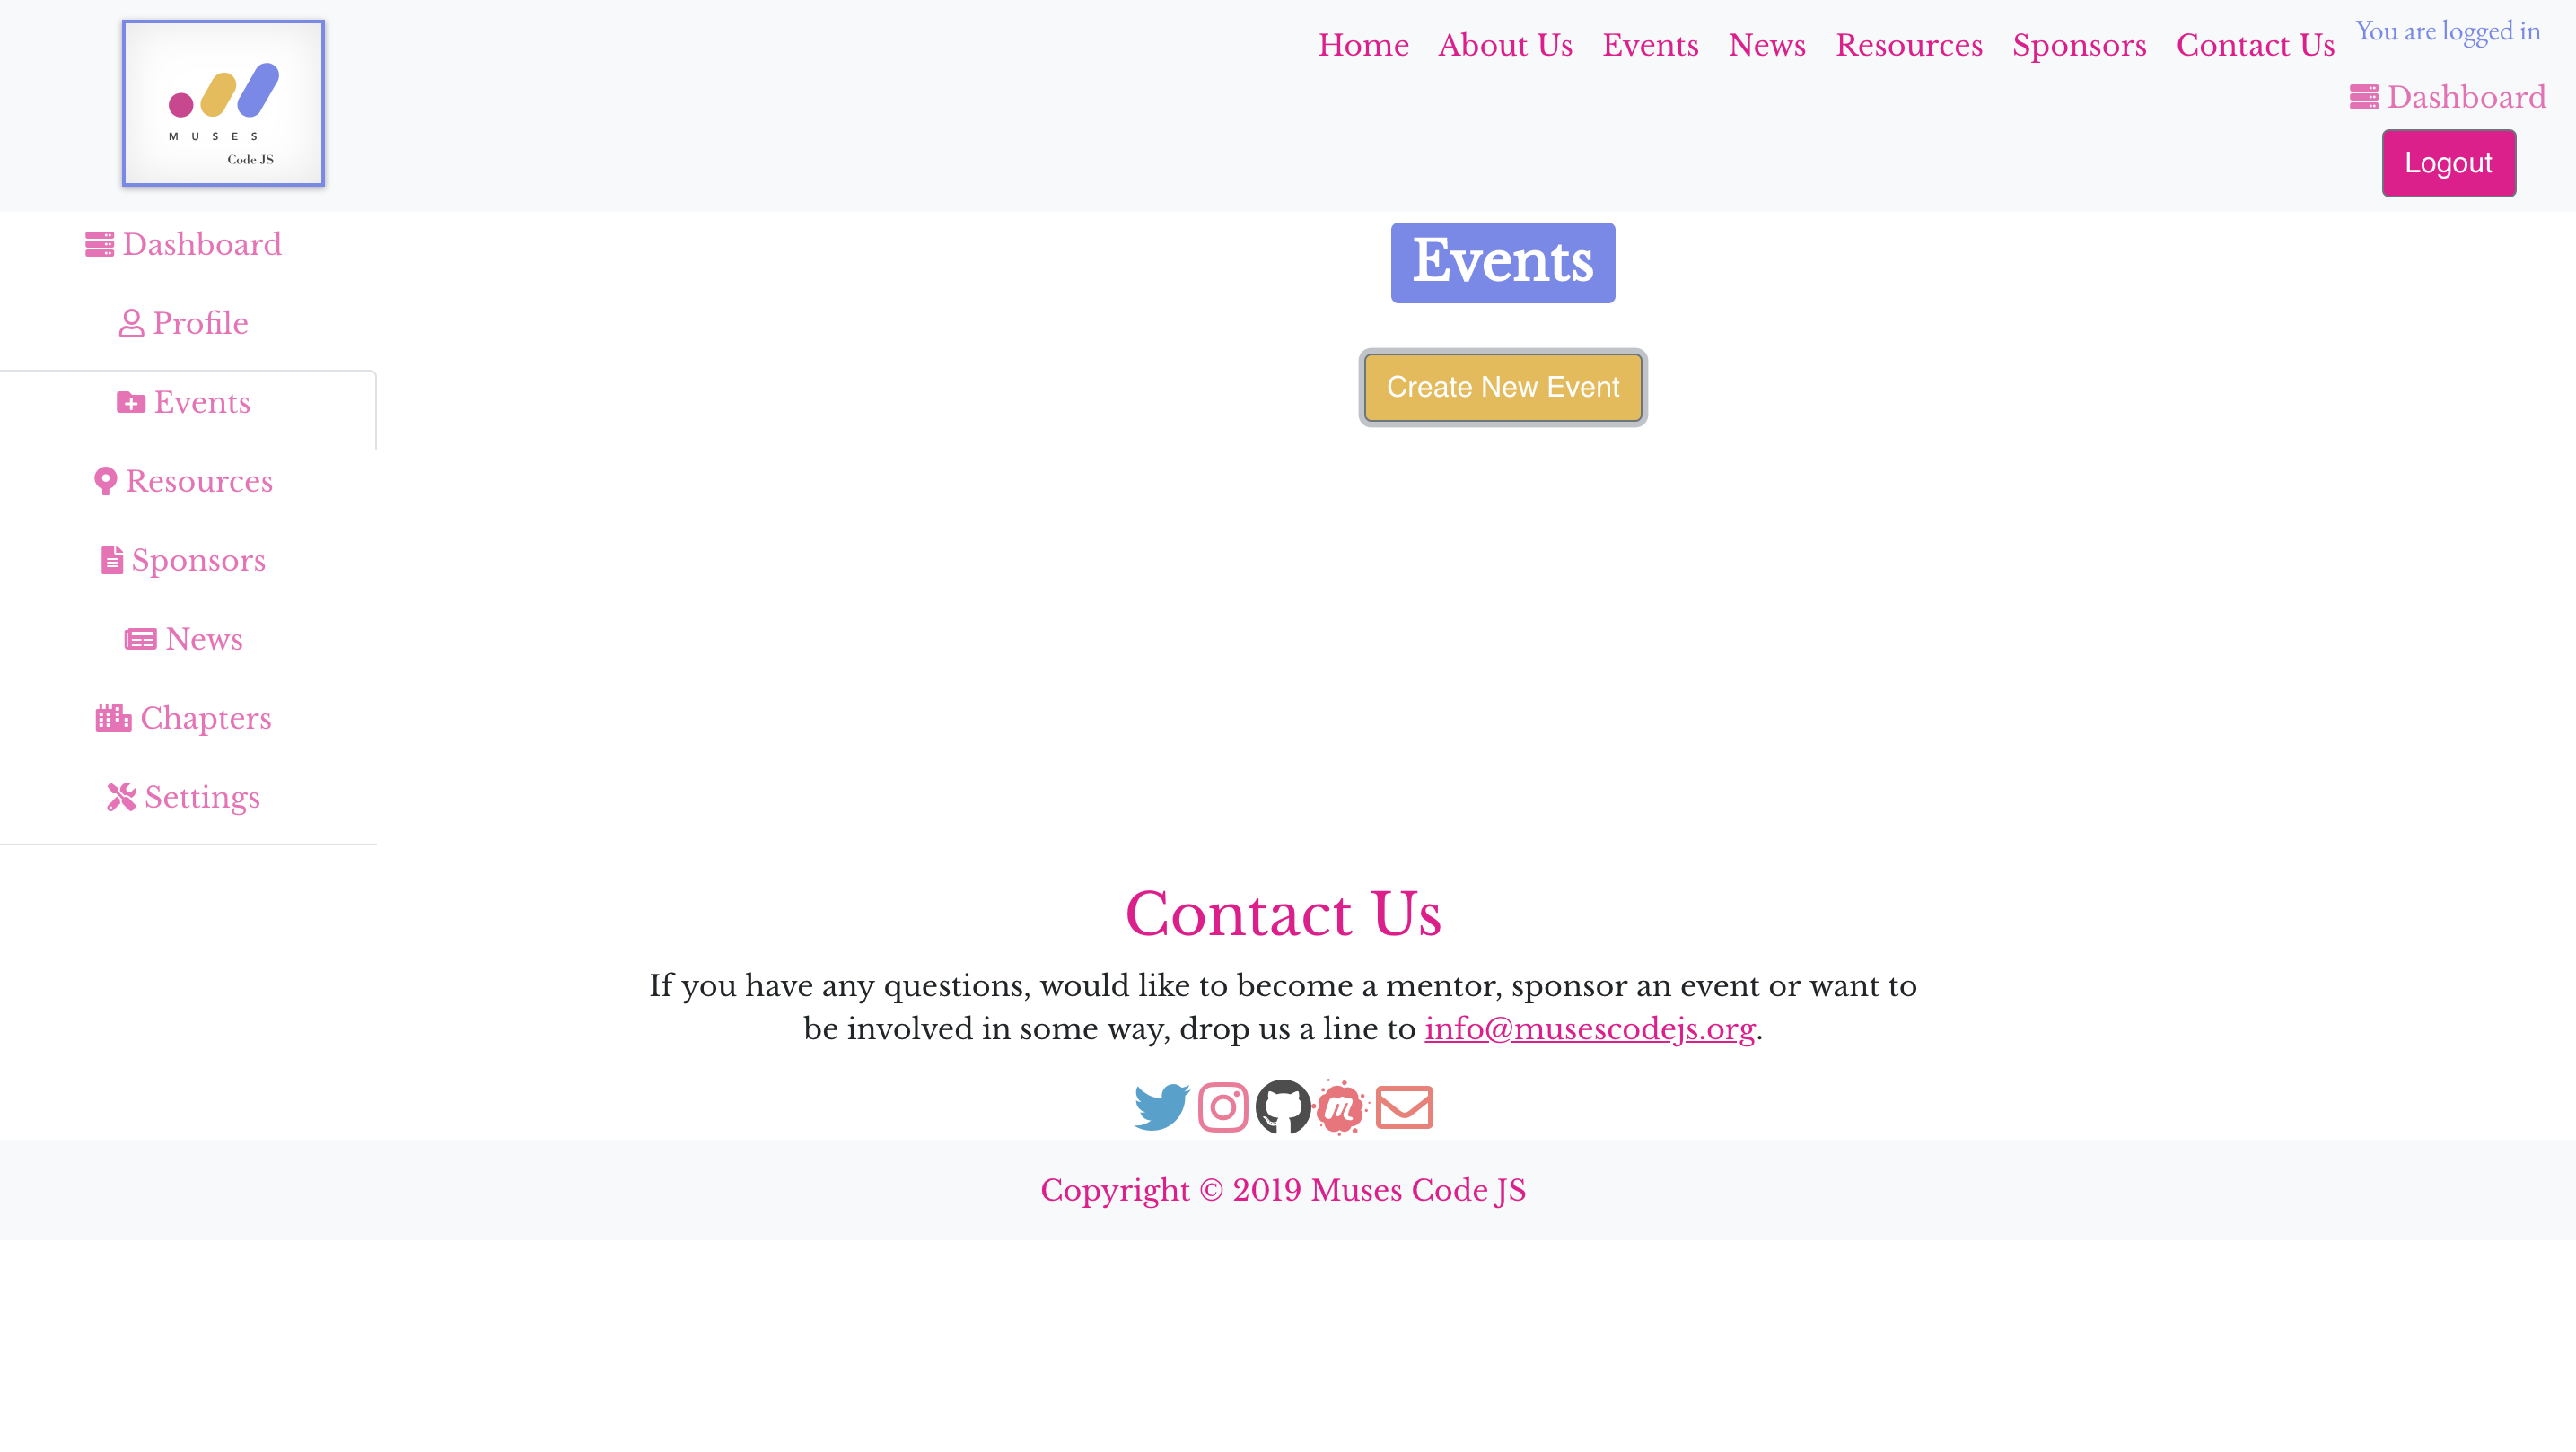 MUSES
Code JS
Home About Us Events News Resources Sponsors Contact Us
You are logged in
Dashboard
Logout
Dashboard
Profile
Events
Resources
Sponsors
News
Chapters
Settings
Events
Create New Event
Contact Us
If you have any questions, would like to become a mentor, sponsor an event or want to
be involved in some way, drop us a line to info@musescodejs.org.
Copyright © 2019 Muses Code JS